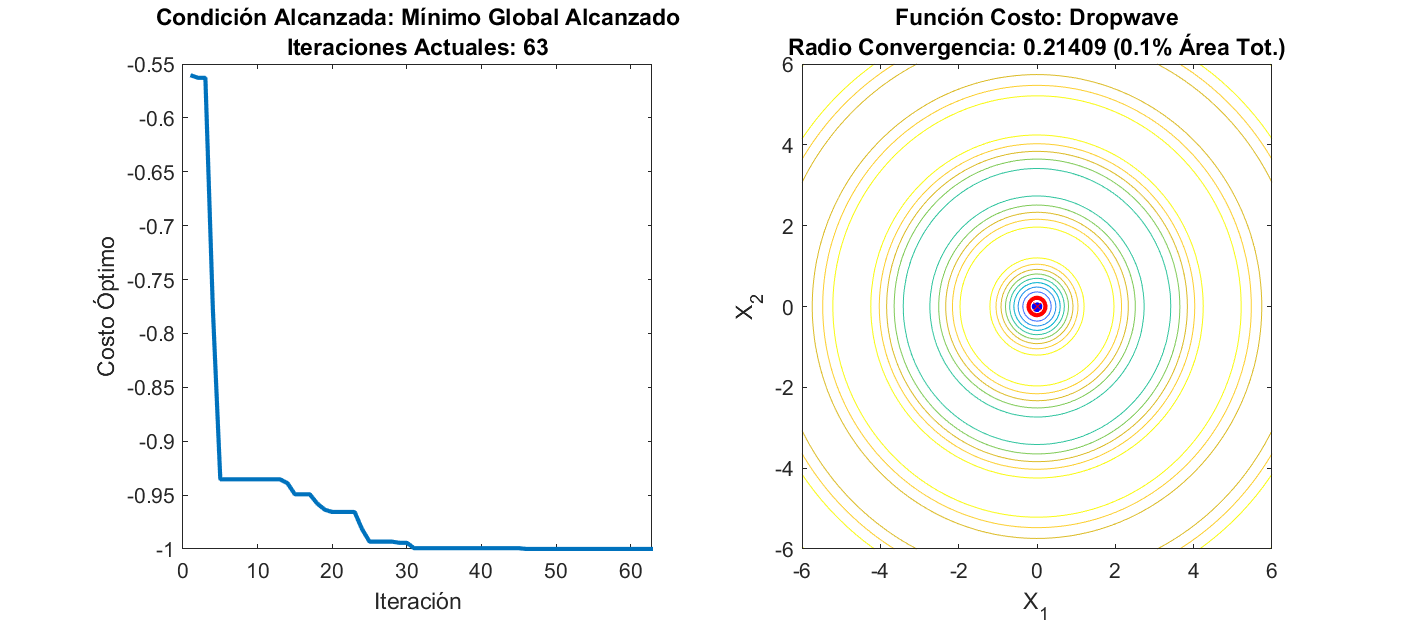 Condición Alcanzada: Mínimo Global Alcanzado
Iteraciones Actuales: 63
-0.55
-0.6
-0.65
-0.7
-0.75
-0.8
-0.85
-0.9
-0.95
-1
Costo Óptimo
0 10 20 30 40 50 60
Iteración
Función Costo: Dropwave
Radio Convergencia: 0.21409 (0.1% Área Tot.)
6
4
2
0
-2
-4
-6
X2
-6 -4 -2 0 2 4 6
X1